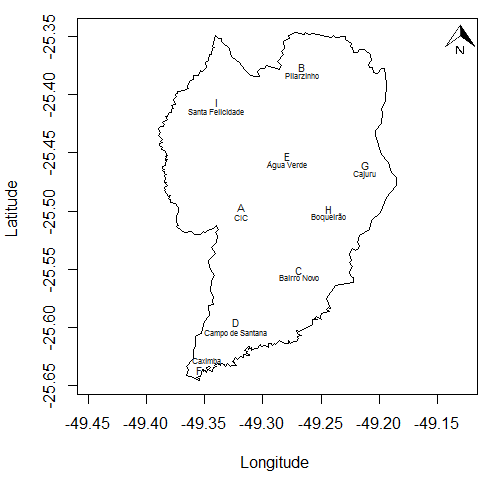 N
B
Pilarzinho
I
Santa Felicidade
E
Agua Verde
G
Cajuru
A
CIC
H
Boqueirão
C
Bairro Novo
D
Campo de Santana
Caximba
F
-25.35
-25.40
-25.45
-25.50
-25.55
-25.60
-25.65
Latitude
-49.45 -49.40 -49.35 -49.30 -49.25 -49.20 -49.15
Longitude